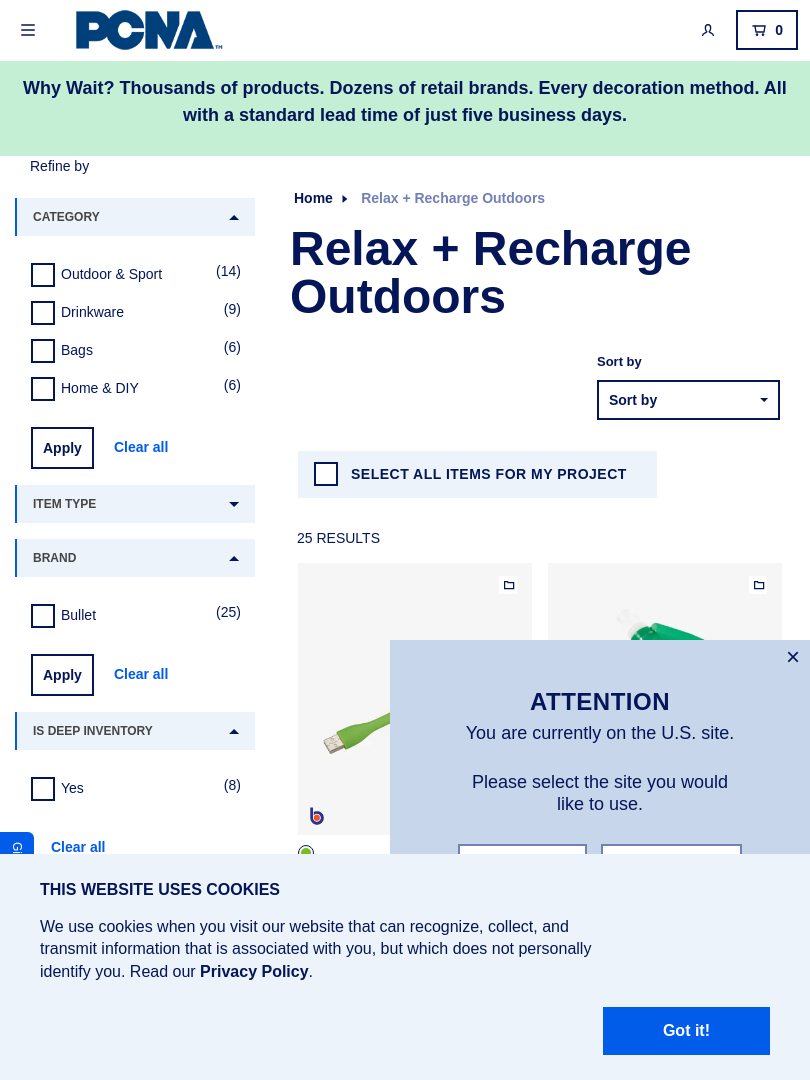 PCNA™
0
Why Wait? Thousands of products. Dozens of retail brands. Every decoration method. All
with a standard lead time of just five business days.
Refine by
Home
Relax + Recharge Outdoors
CATEGORY
Relax + Recharge
Outdoors
Outdoor & Sport (14)
Drinkware (9)
Bags (6)
Home & DIY (6)
Sort by
Sort by
Apply Clear all
SELECT ALL ITEMS FOR MY PROJECT
ITEM TYPE
25 RESULTS
BRAND
Bullet (25)
Apply Clear all
IS DEEP INVENTORY
Yes (8)
Clear all
b
ATTENTION
You are currently on the U.S. site.
Please select the site you would
like to use.
THIS WEBSITE USES COOKIES
We use cookies when you visit our website that can recognize, collect, and
transmit information that is associated with you, but which does not personally
identify you. Read our Privacy Policy.
Got it!